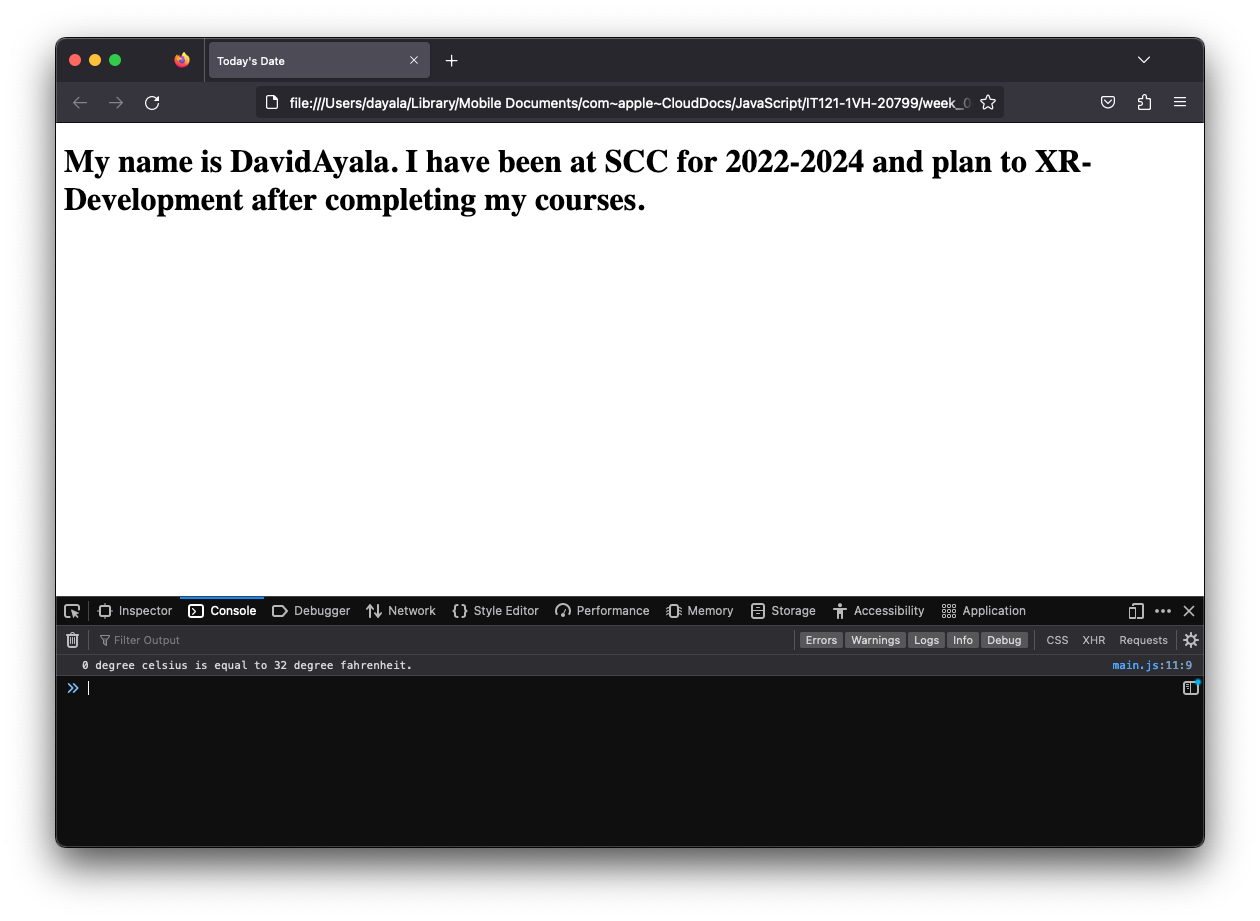 Today's Date
file:///Users/dayala/Library/Mobile Documents/com~apple~CloudDocs/JavaScript/IT121-1VH-20799/week_0
My name is DavidAyala. I have been at SCC for 2022-2024 and plan to XR-
Development after completing my courses.
Inspector Console Debugger Network Style Editor Performance Memory Storage Accessibility Application
Filter Output Errors Warnings Logs Info Debug CSS XHR Requests
0 degree celsius is equal to 32 degree fahrenheit. main.js:11:9